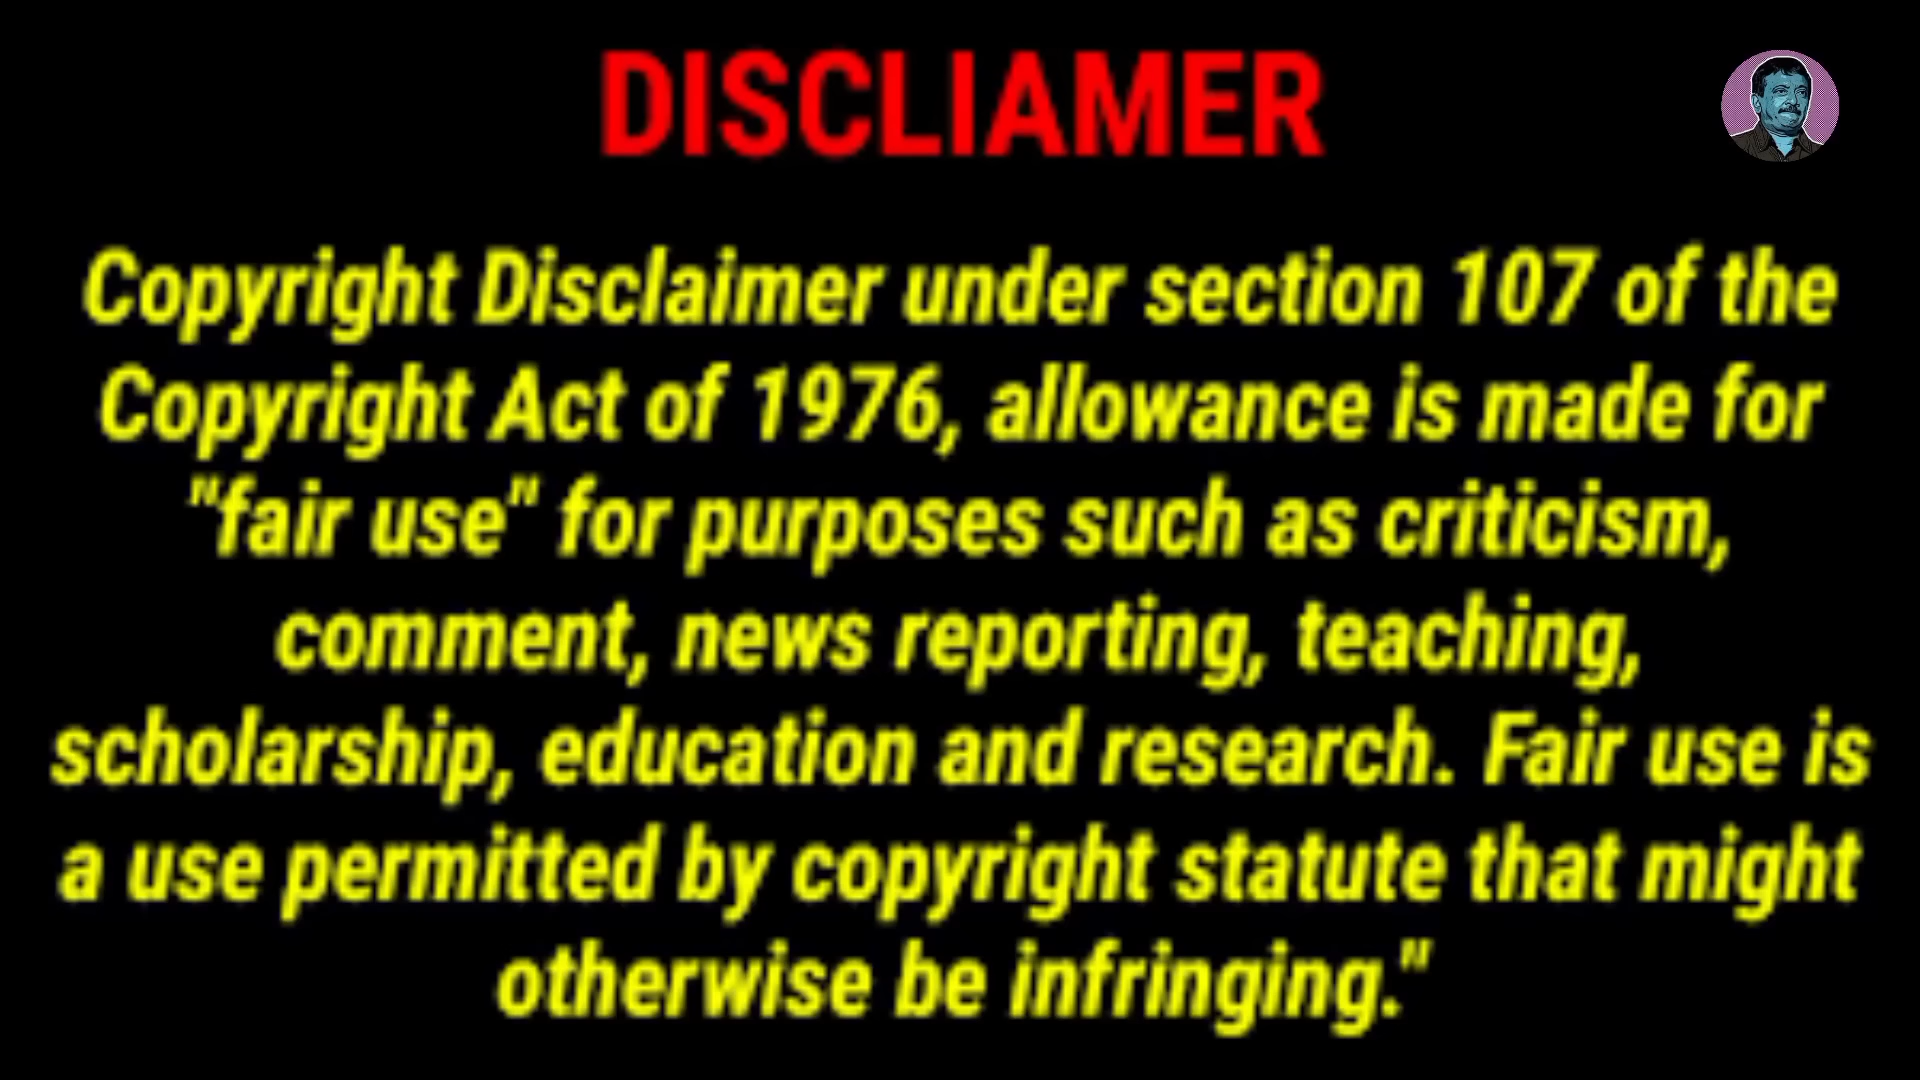 DISCLIAMER
Copyright Disclaimer under section 107 of the
Copyright Act of 1976, allowance is made for
"fair use" for purposes such as criticism,
comment, news reporting, teaching,
scholarship, education and research. Fair use is
a use permitted by copyright statute that might
otherwise be infringing."